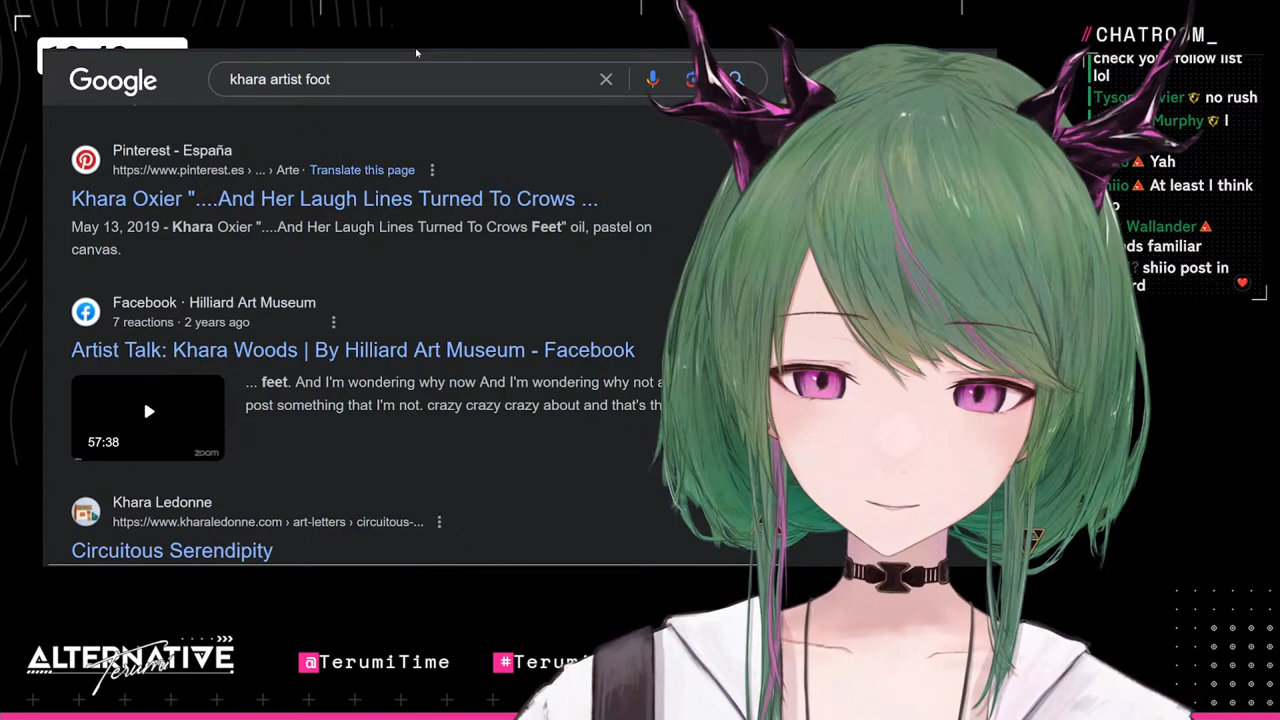 Google
khara artist foot
Pinterest - España
https://www.pinterest.es › ... › Arte · Translate this page
Khara Oxier "....And Her Laugh Lines Turned To Crows ...
May 13, 2019 - Khara Oxier "....And Her Laugh Lines Turned To Crows Feet" oil, pastel on
canvas.
Facebook · Hilliard Art Museum
7 reactions · 2 years ago
Artist Talk: Khara Woods | By Hilliard Art Museum - Facebook
... feet. And I'm wondering why now And I'm wondering why not a
post something that I'm not. crazy crazy crazy about and that's th
57:38
zoom
Khara Ledonne
https://www.kharaledonne.com › art-letters › circuitous-...
Circuitous Serendipity
//CHATROOM_
check your follow list
lol
no rush
Murphy I
Yah
At least I think
Wallander
familiar
shiio post in
ALTERNATIVE
Terumi
@TerumiTime